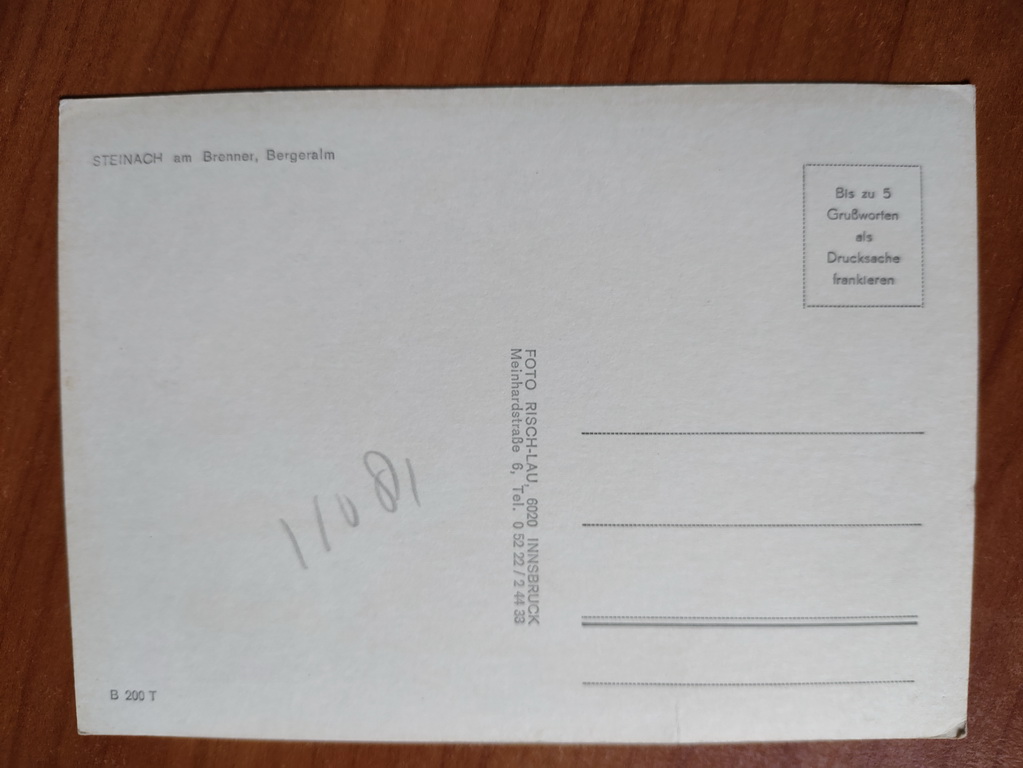 STEINACH am Brenner, Bergeralm
Bis zu 5
Grußworten
als
Drucksache
frankieren
FOTO RISCH-LAU, 6020 INNSBRUCK
Meinhardstraße 6, Tel. 0 52 22 / 2 44 33
B 200 T